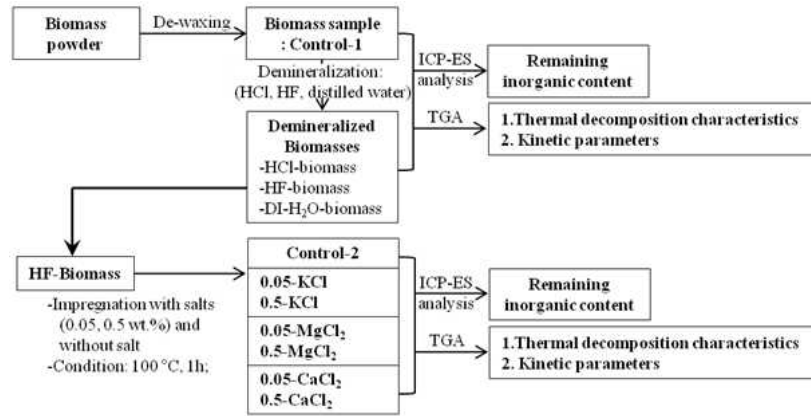 Biomass
powder
De-waxing
Biomass sample
: Control-1
Demineralization:
(HCl, HF, distilled water)
Demineralized
Biomasses
-HCl-biomass
-HF-biomass
-DI-H₂O-biomass
ICP-ES
analysis
Remaining
inorganic content
TGA
1.Thermal decomposition characteristics
2. Kinetic parameters
HF-Biomass
-Impregnation with salts
(0.05, 0.5 wt.%) and
without salt
-Condition: 100 °C, 1h;
Control-2
0.05-KCl
0.5-KCl
0.05-MgCl₂
0.5-MgCl₂
0.05-CaCl₂
0.5-CaCl₂
ICP-ES
analysis
Remaining
inorganic content
TGA
1.Thermal decomposition characteristics
2. Kinetic parameters